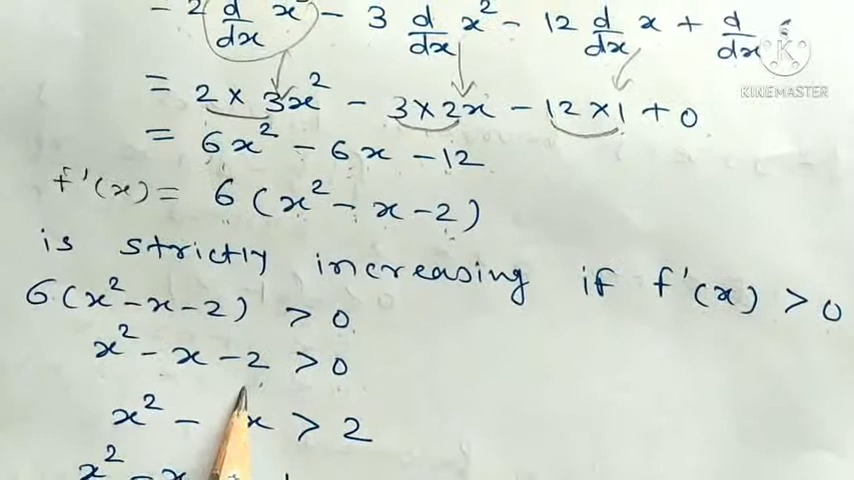 - 2 d/dx x - 3 d/dx x² - 12 d/dx x + d/dx
KINEMASTER
= 2 × 3x² - 3×2x - 12×1 + 0
= 6x² - 6x - 12
f'(x) = 6 (x² - x - 2)
is strictly increasing if f'(x) > 0
6(x² - x - 2) > 0
x² - x - 2 > 0
x² - x > 2
x² - x